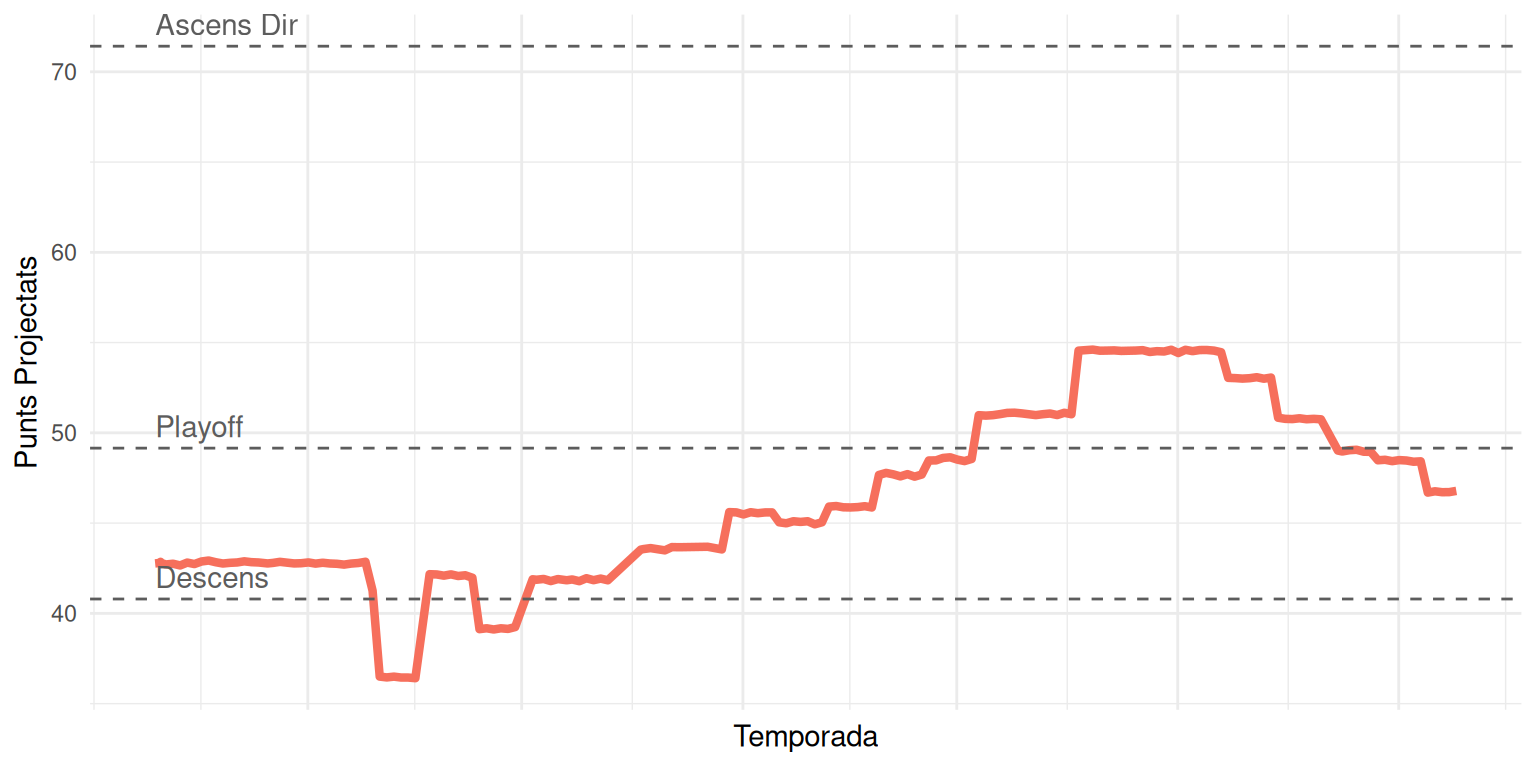 Ascens Dir
70
60
Punts Projectats
Playoff
50
Descens
40
Temporada